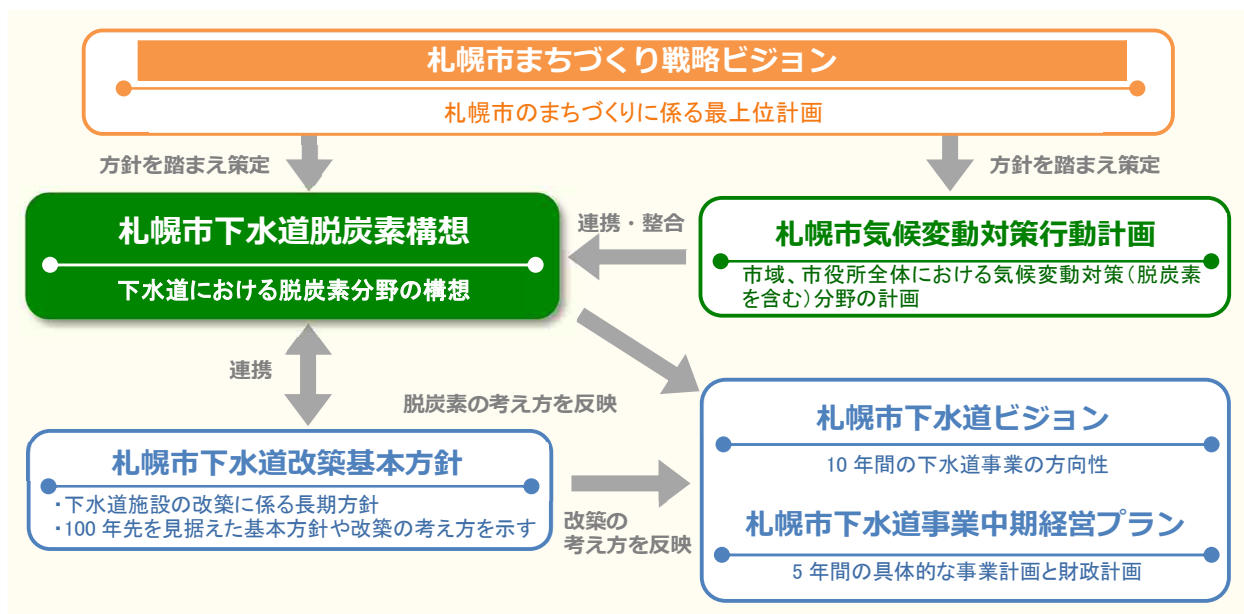 札幌市まちづくり戦略ビジョン
札幌市のまちづくりに係る最上位計画
方針を踏まえ策定
方針を踏まえ策定
札幌市下水道脱炭素構想
下水道における脱炭素分野の構想
連携・整合
札幌市気候変動対策行動計画
市域、市役所全体における気候変動対策(脱炭素
を含む)分野の計画
連携
脱炭素の考え方を反映
札幌市下水道改築基本方針
・下水道施設の改築に係る長期方針
・100 年先を見据えた基本方針や改築の考え方を示す
改築の
考え方を反映
札幌市下水道ビジョン
10 年間の下水道事業の方向性
札幌市下水道事業中期経営プラン
5 年間の具体的な事業計画と財政計画